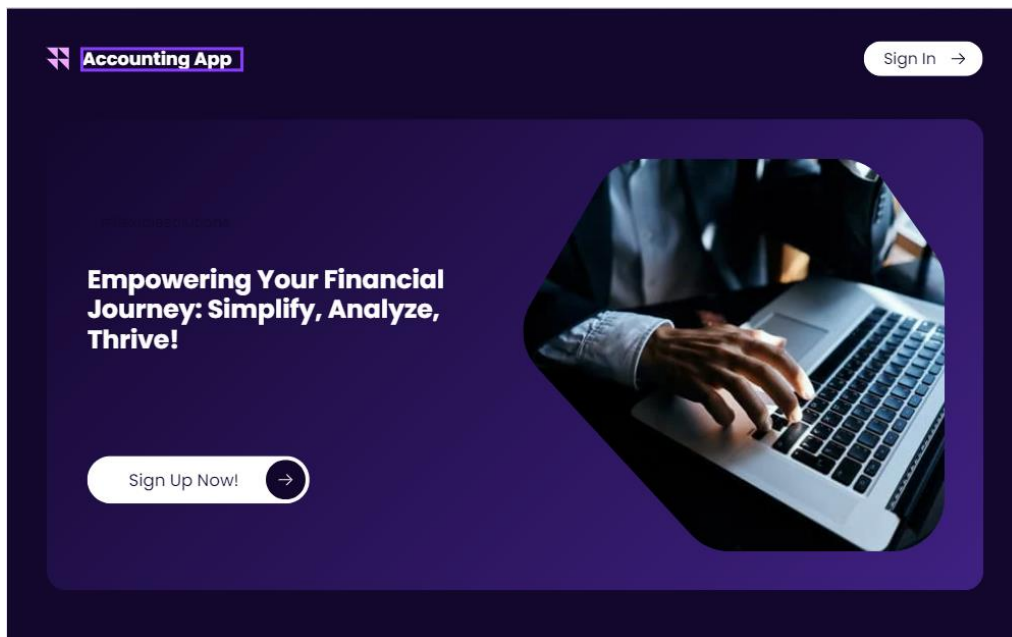 Accounting App
Sign In
Empowering Your Financial
Journey: Simplify, Analyze,
Thrive!
Sign Up Now!